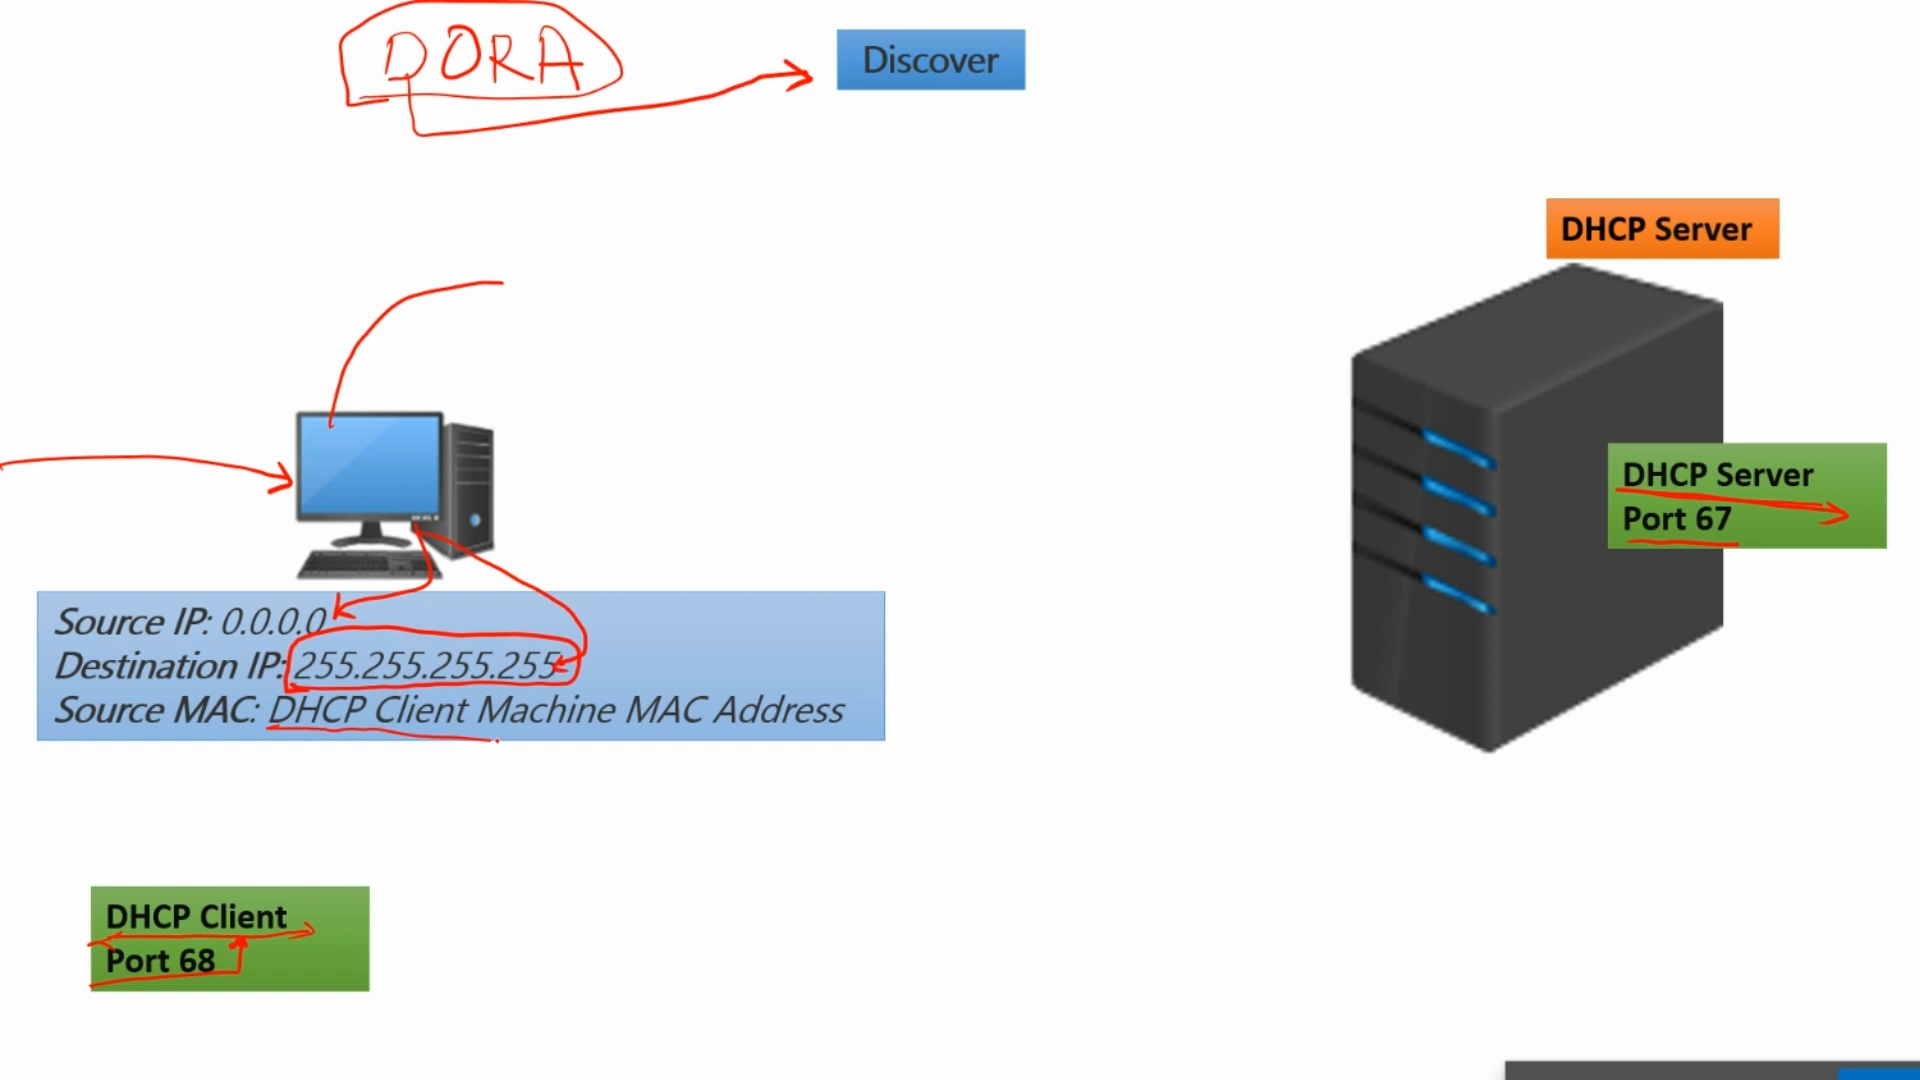 DORA
Discover
DHCP Server
DHCP Server
Port 67
Source IP: 0.0.0.0
Destination IP: 255.255.255.255
Source MAC: DHCP Client Machine MAC Address
DHCP Client
Port 68